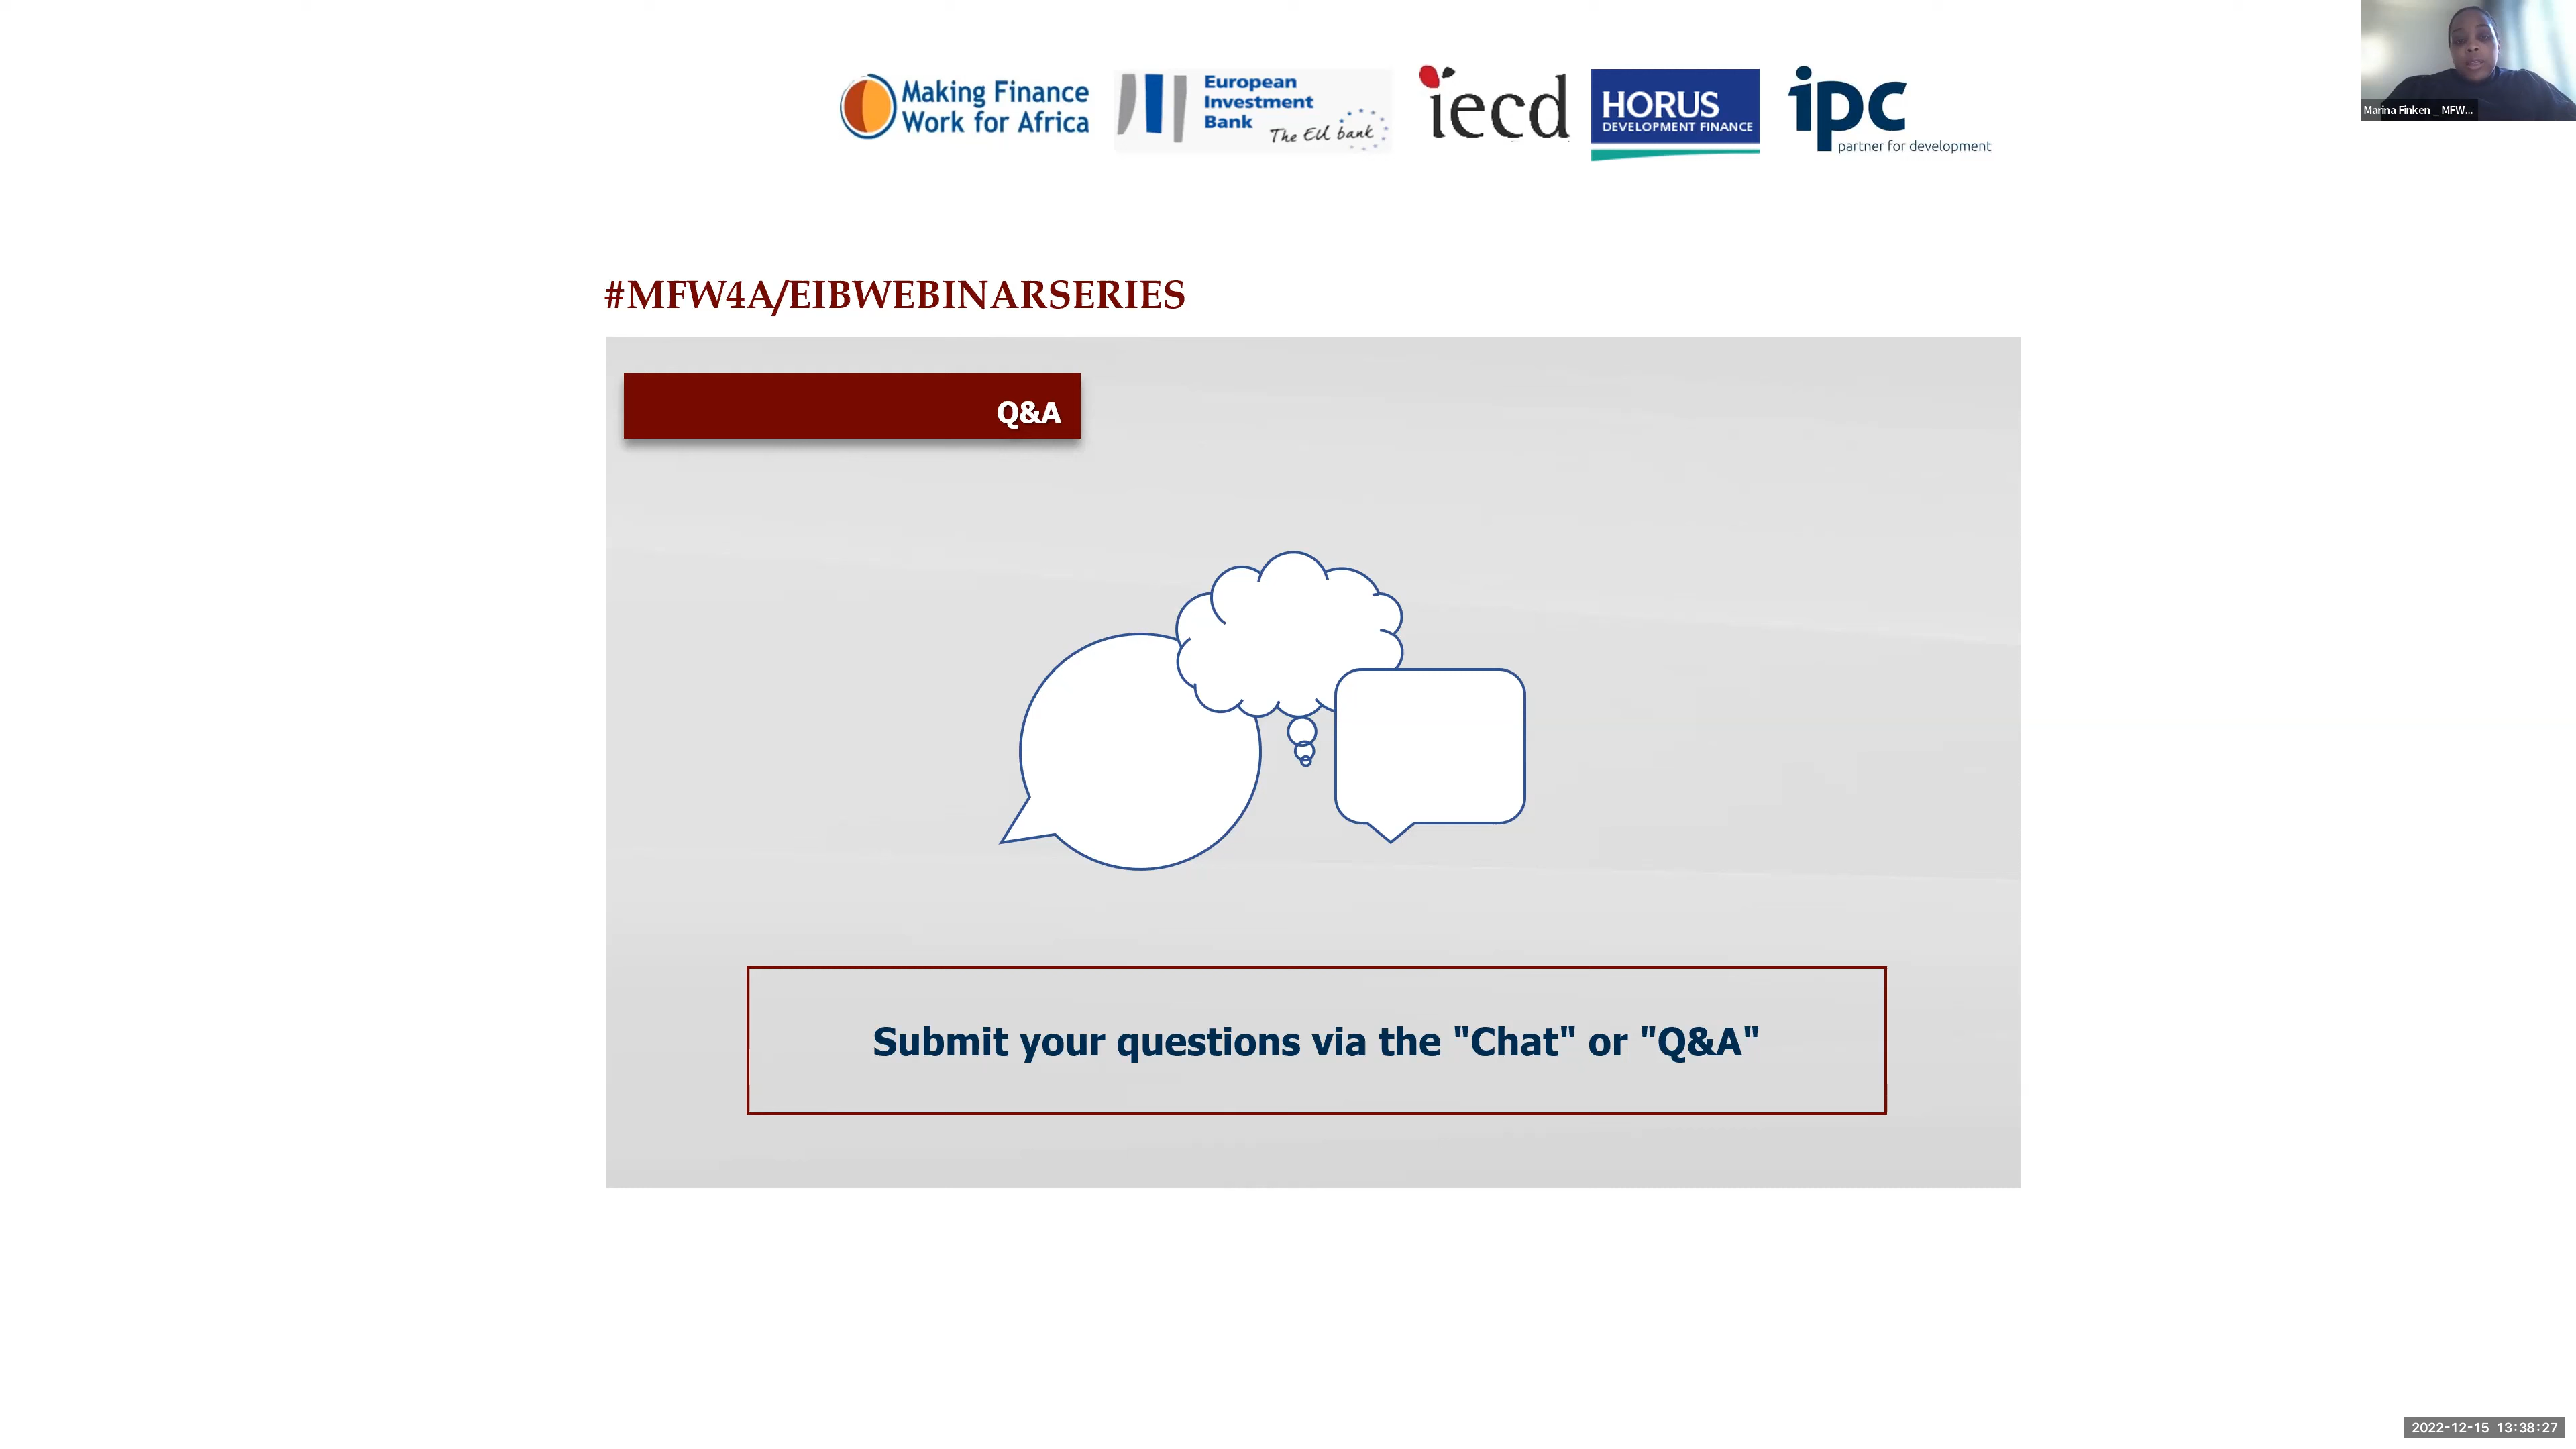 Making Finance
Work for Africa
European
Investment
Bank
The EU bank
iecd
HORUS
DEVELOPMENT FINANCE
ipc
partner for development
Marina Finken _ MFW...
#MFW4A/EIBWEBINARSERIES
Q&A
Submit your questions via the "Chat" or "Q&A"
2022-12-15 13:38:27